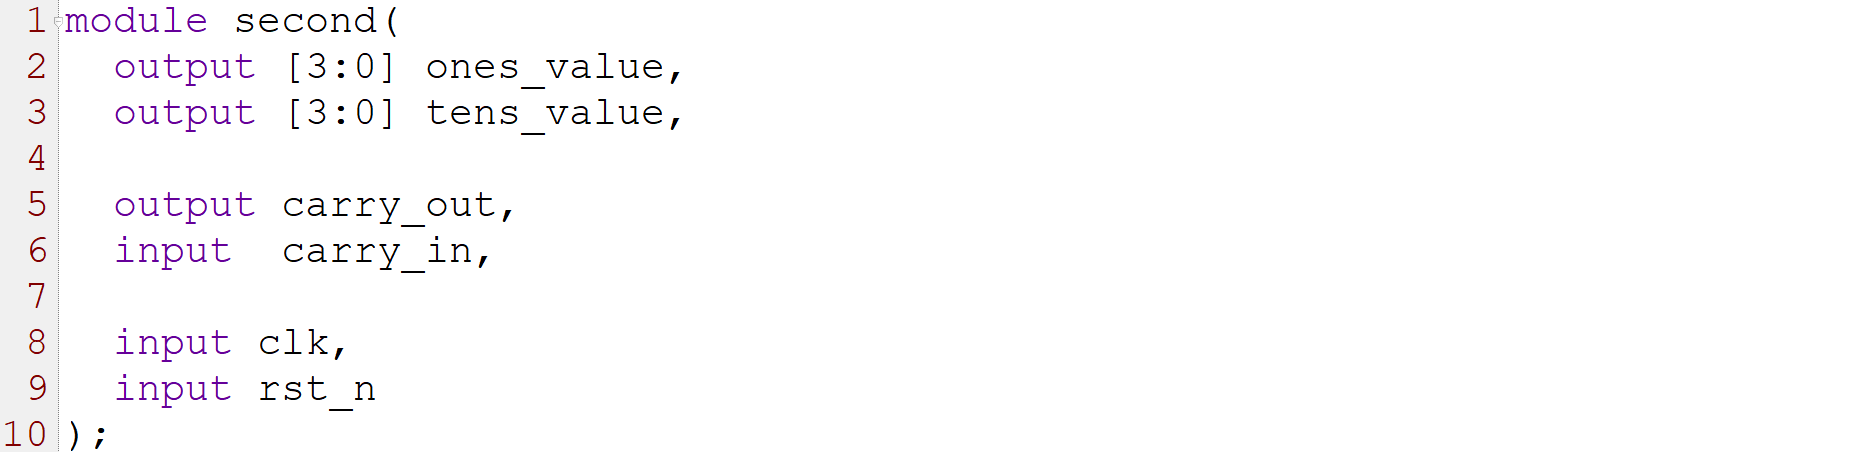 1 module second(
2   output [3:0] ones_value,
3   output [3:0] tens_value,
4
5   output carry_out,
6   input  carry_in,
7
8   input clk,
9   input rst_n
10 );